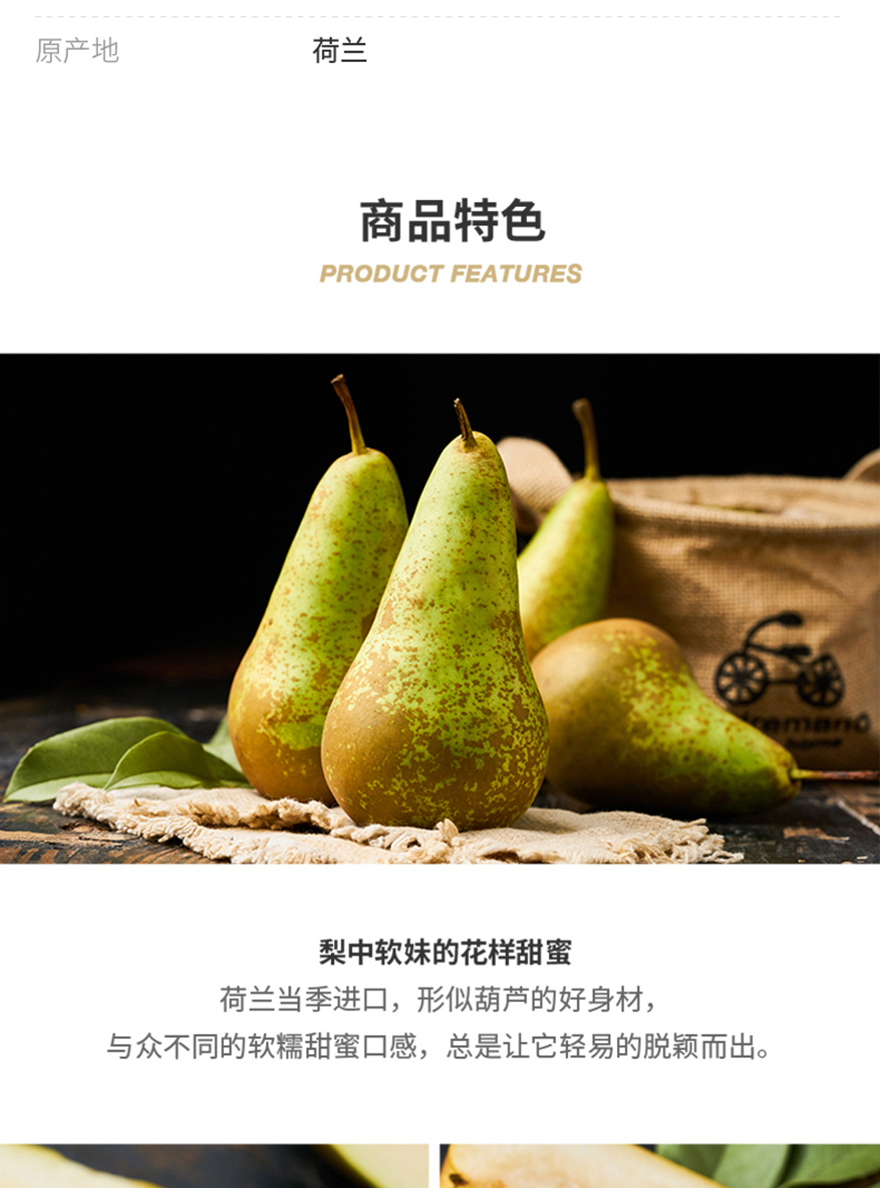 原产地 荷兰
商品特色
PRODUCT FEATURES
梨中软妹的花样甜蜜
荷兰当季进口，形似葫芦的好身材，
与众不同的软糯甜蜜口感，总是让它轻易的脱颖而出。